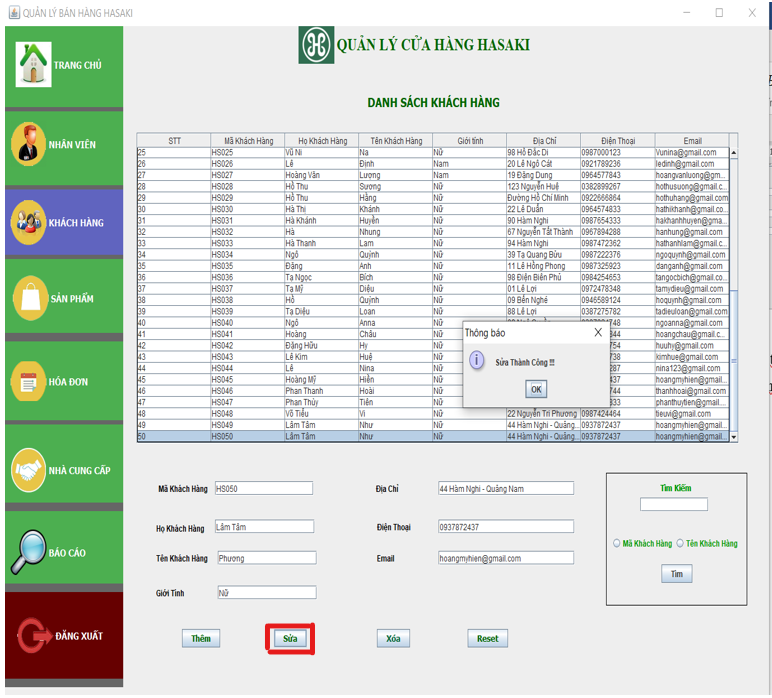 QUẢN LÝ BÁN HÀNG HASAKI
QUẢN LÝ CỬA HÀNG HASAKI
TRANG CHỦ
NHÂN VIÊN
KHÁCH HÀNG
SẢN PHẨM
HÓA ĐƠN
NHÀ CUNG CẤP
BÁO CÁO
ĐĂNG XUẤT
DANH SÁCH KHÁCH HÀNG
STT Mã Khách Hàng Họ Khách Hàng Tên Khách Hàng Giới tính Địa Chỉ Điện Thoại Email
25 HS025 Vũ Ni Na Nữ 98 Hồ Đắc Di 0987000123 Vunina@gmail.com
26 HS026 Lê Định Nam 20 Lê Ngô Cát 0921789236 ledinh@gmail.com
27 HS027 Hoàng Văn Lượng Nam 19 Đặng Dung 0964577843 hoangvanluong@gm...
28 HS028 Hồ Thu Sương Nữ 123 Nguyễn Huệ 0382899267 hothusuong@gmail.c...
29 HS029 Hồ Thu Hằng Nữ Đường Hồ Chí Minh 0922666864 hothuhang@gmail.com
30 HS030 Hà Thị Khánh Nữ 22 Lê Duẩn 0964574833 hathikhanh@gmail.co...
31 HS031 Hà Khánh Huyền Nữ 90 Hàm Nghi 0987654333 hakhanhhuyen@gma...
32 HS032 Hà Nhung Nữ 67 Nguyễn Tất Thành 0967894288 hanhung@gmail.com
33 HS033 Hà Thanh Lam Nữ 94 Hàm Nghi 0987472362 hathanhlam@gmail.c...
34 HS034 Ngô Quỳnh Nữ 39 Tạ Quang Bửu 0987222376 ngoquynh@gmail.com
35 HS035 Đặng Anh Nữ 11 Lê Hồng Phong 0987325923 danganh@gmail.com
36 HS036 Tạ Ngọc Bích Nữ 98 Điện Biên Phủ 0984254653 tangocbich@gmail.co...
37 HS037 Tạ Mỹ Diệu Nữ 01 Lê Lợi 0972478348 tamydieu@gmail.com
38 HS038 Hồ Quỳnh Nữ 09 Bến Nghé 0946589124 hoquynh@gmail.com
39 HS039 Tạ Diệu Loan Nữ 88 Lê Lợi 0387275782 tadieuloan@gmail.com
40 HS040 Ngô Anna Nữ 748 ngoanna@gmail.com
41 HS041 Hoàng Châu Nữ 844 hoangchau@gmail.c...
42 HS042 Đặng Hữu Hy Nữ 754 huuhy@gmail.com
43 HS043 Lê Kim Huệ Nữ 738 kimhue@gmail.com
44 HS044 Lê Nina Nữ 287 nina123@gmail.com
45 HS045 Hoàng Mỹ Hiền Nữ 437 hoangmyhien@gmail...
46 HS046 Phan Thanh Hoài Nữ 744 thanhhoai@gmail.com
47 HS047 Phan Thùy Tiên Nữ 333 phanthuytien@gmail...
48 HS048 Võ Tiểu Vi Nữ 22 Nguyễn Tri Phương 0987424464 tieuvi@gmail.com
49 HS049 Lâm Tâm Như Nữ 44 Hàm Nghi - Quảng... 0937872437 hoangmyhien@gmail...
50 HS050 Lâm Tâm Như Nữ 44 Hàm Nghi - Quảng... 0937872437 hoangmyhien@gmail...
Thông báo
Sửa Thành Công !!!
OK
Mã Khách Hàng HS050
Họ Khách Hàng Lâm Tâm
Tên Khách Hàng Phương
Giới Tính Nữ
Địa Chỉ 44 Hàm Nghi - Quảng Nam
Điện Thoại 0937872437
Email hoangmyhien@gmail.com
Tìm Kiếm
Mã Khách Hàng Tên Khách Hàng
Tìm
Thêm Sửa Xóa Reset